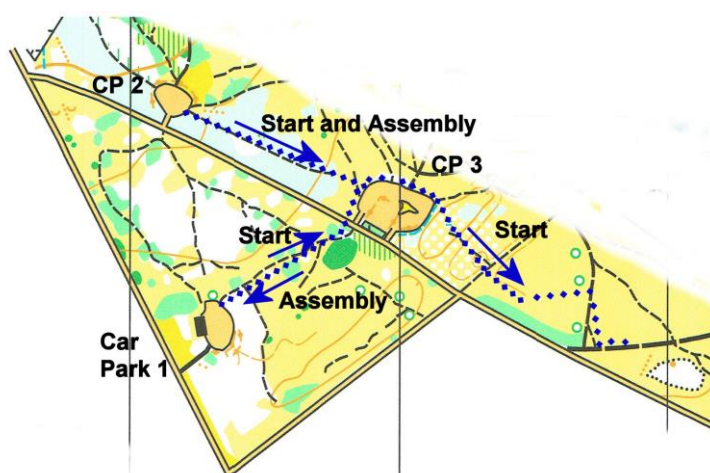 CP 2
Start and Assembly
CP 3
Start
Start
Assembly
Car
Park 1